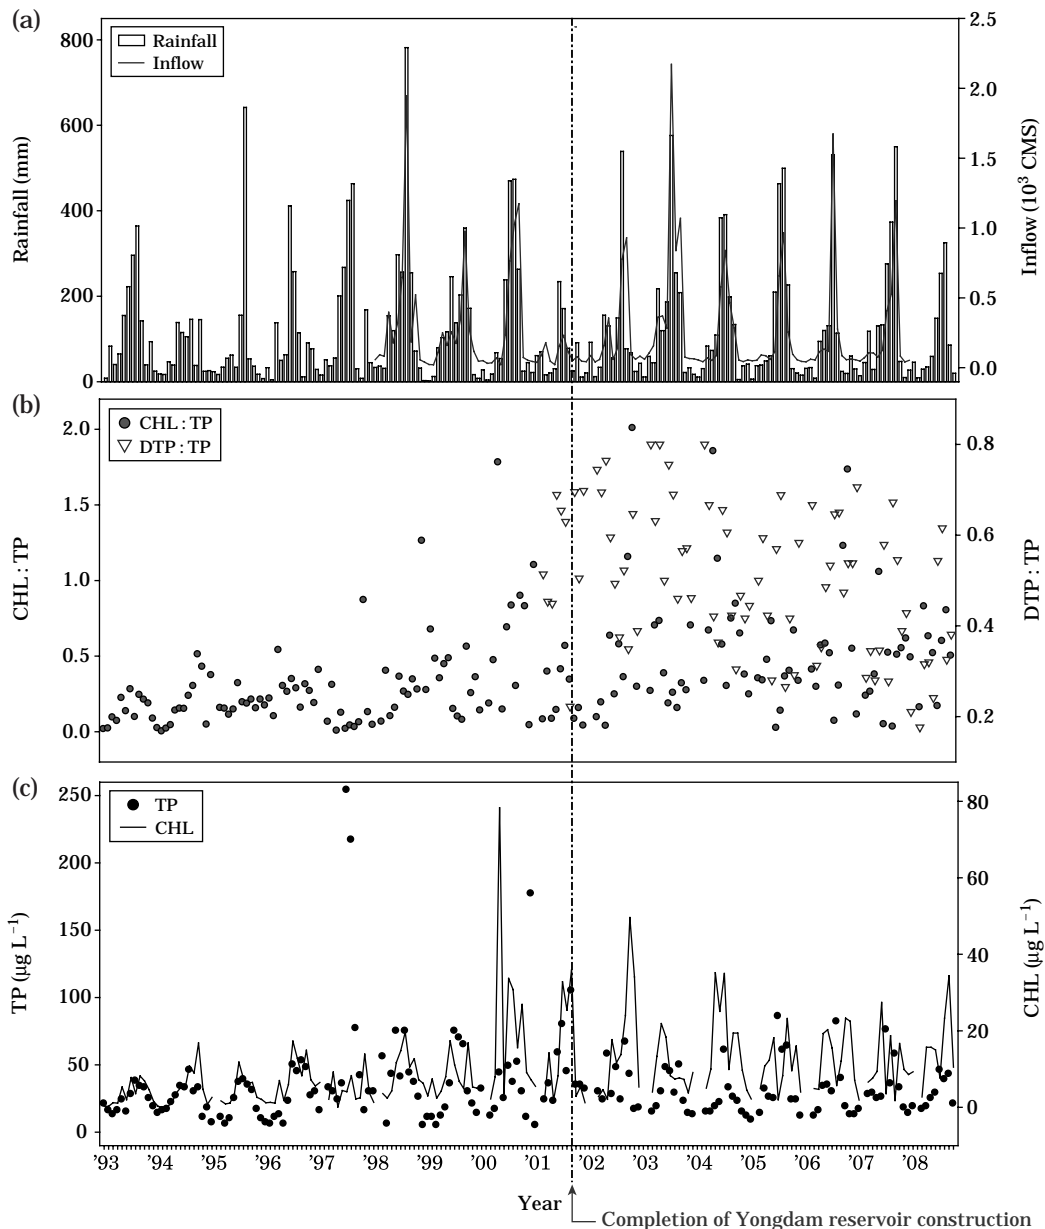 (a)
Rainfall
Inflow
800
600
400
200
0
Rainfall (mm)
2.5
2.0
1.5
1.0
0.5
0.0
Inflow (10³ CMS)
(b)
CHL : TP
DTP : TP
2.0
1.5
1.0
0.5
0.0
CHL : TP
0.8
0.6
0.4
0.2
DTP : TP
(c)
TP
CHL
250
200
150
100
50
0
TP (µg L⁻¹)
80
60
40
20
0
CHL (µg L⁻¹)
'93 '94 '95 '96 '97 '98 '99 '00 '01 '02 '03 '04 '05 '06 '07 '08
Year
Completion of Yongdam reservoir construction